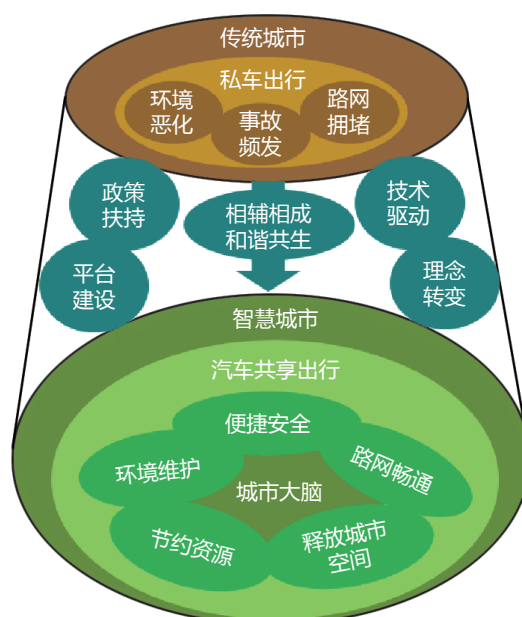 传统城市
私车出行
环境
恶化
事故
频发
路网
拥堵
政策
扶持
相辅相成
和谐共生
技术
驱动
平台
建设
理念
转变
智慧城市
汽车共享出行
便捷安全
环境维护
路网畅通
城市大脑
节约资源
释放城市
空间